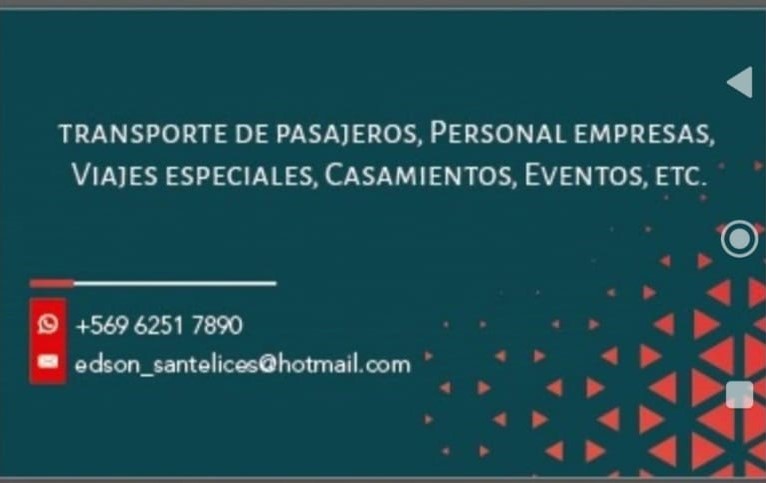 TRANSPORTE DE PASAJEROS, PERSONAL EMPRESAS,
VIAJES ESPECIALES, CASAMIENTOS, EVENTOS, ETC.
+569 6251 7890
edson_santelices@hotmail.com